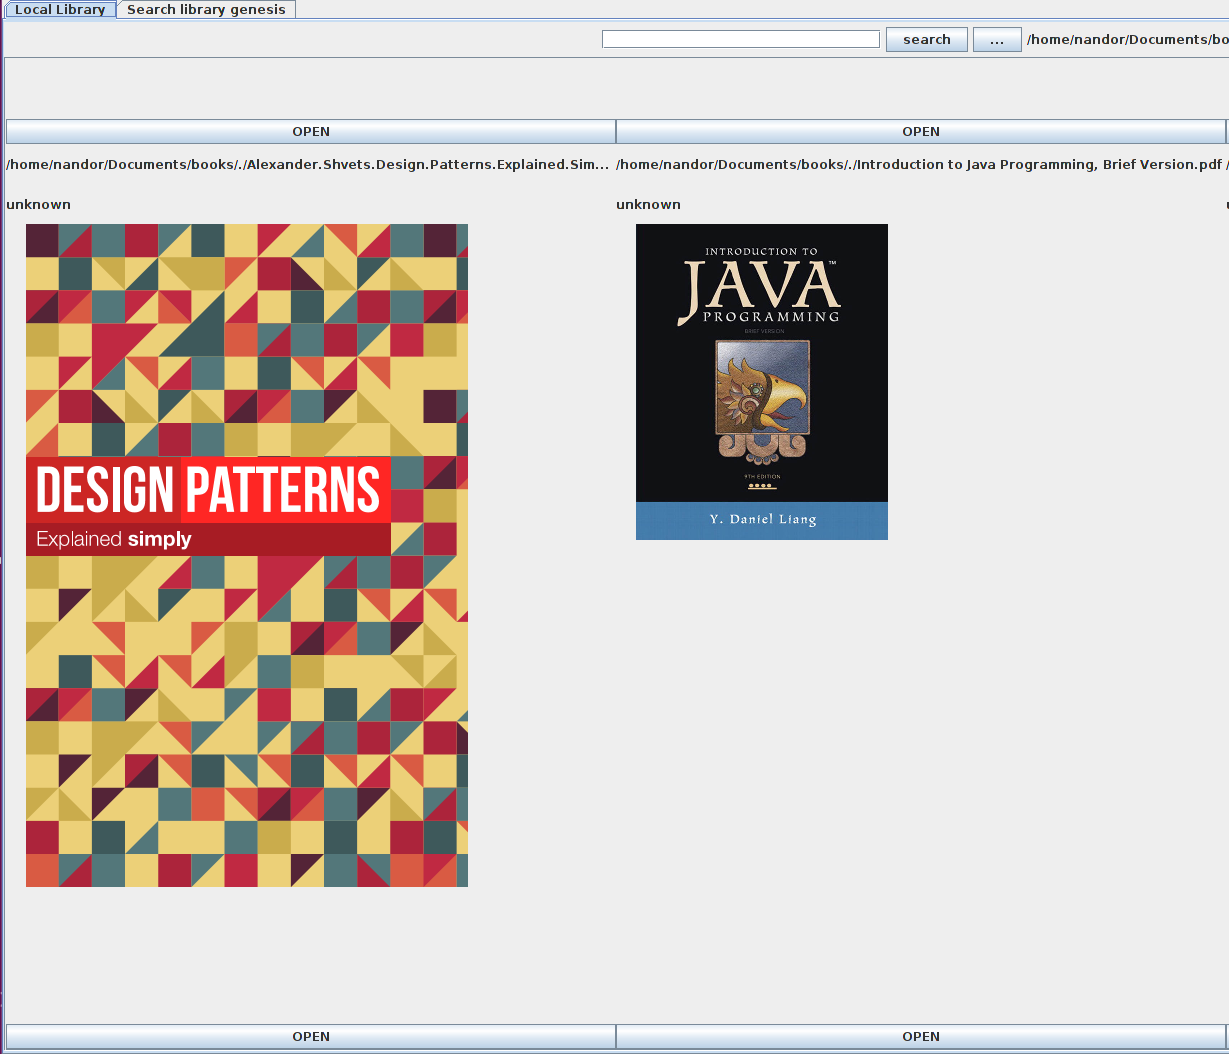 Local Library
Search library genesis
search
...
/home/nandor/Documents/bo
OPEN
OPEN
/home/nandor/Documents/books/./Alexander.Shvets.Design.Patterns.Explained.Sim...
/home/nandor/Documents/books/./Introduction to Java Programming, Brief Version.pdf
/
unknown
unknown
DESIGN PATTERNS
Explained simply
INTRODUCTION TO
JAVA™
PROGRAMMING
BRIEF VERSION
9TH EDITION
Y. Daniel Liang
OPEN
OPEN